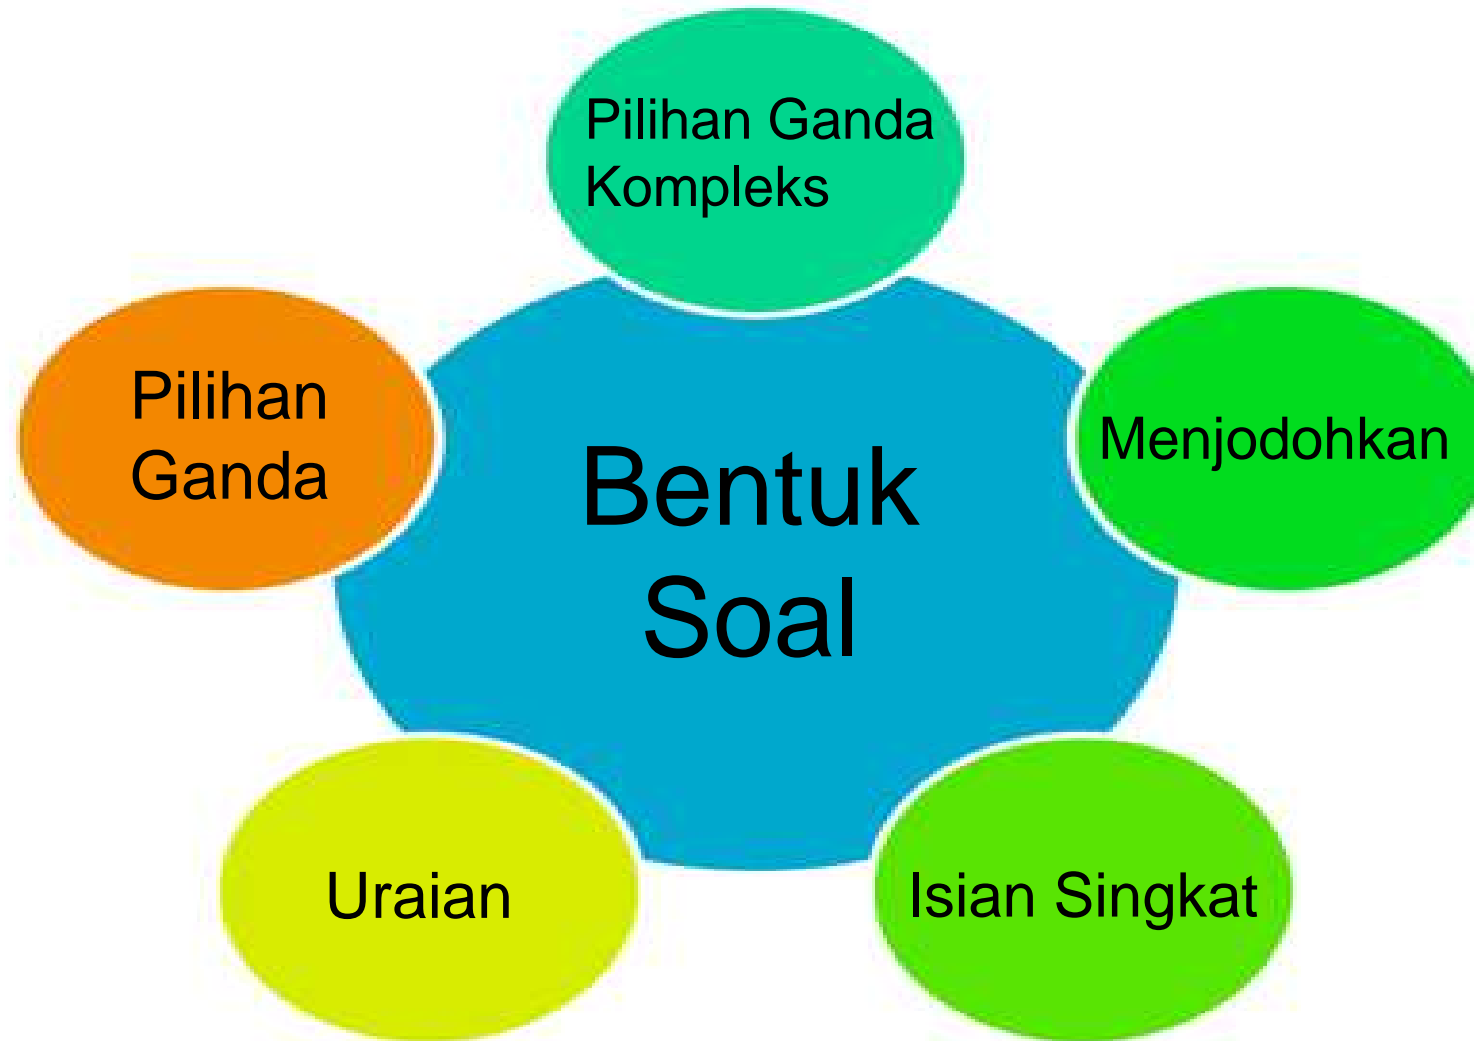 Pilihan Ganda
Kompleks
Pilihan
Ganda
Menjodohkan
Bentuk
Soal
Uraian
Isian Singkat